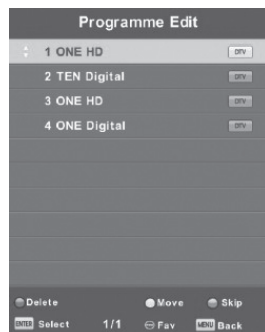 Programme Edit
1 ONE HD DTV
2 TEN Digital DTV
3 ONE HD DTV
4 ONE Digital DTV
Delete Move Skip
ENTER Select 1/1 Fav MENU Back